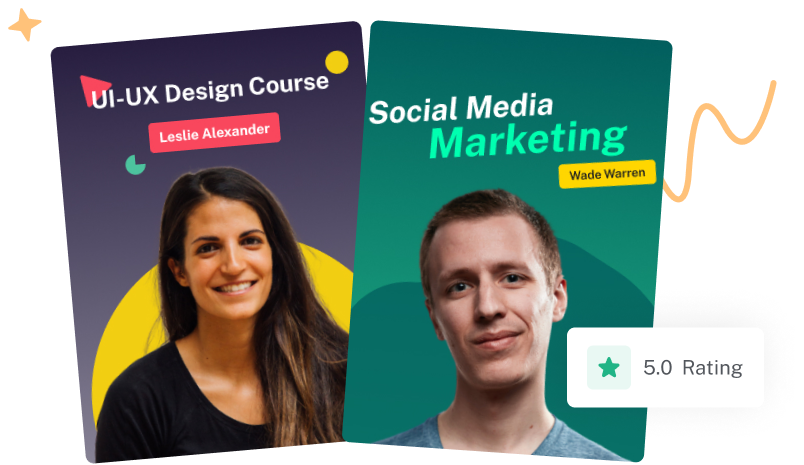 UI-UX Design Course
Leslie Alexander
Social Media
Marketing
Wade Warren
5.0 Rating